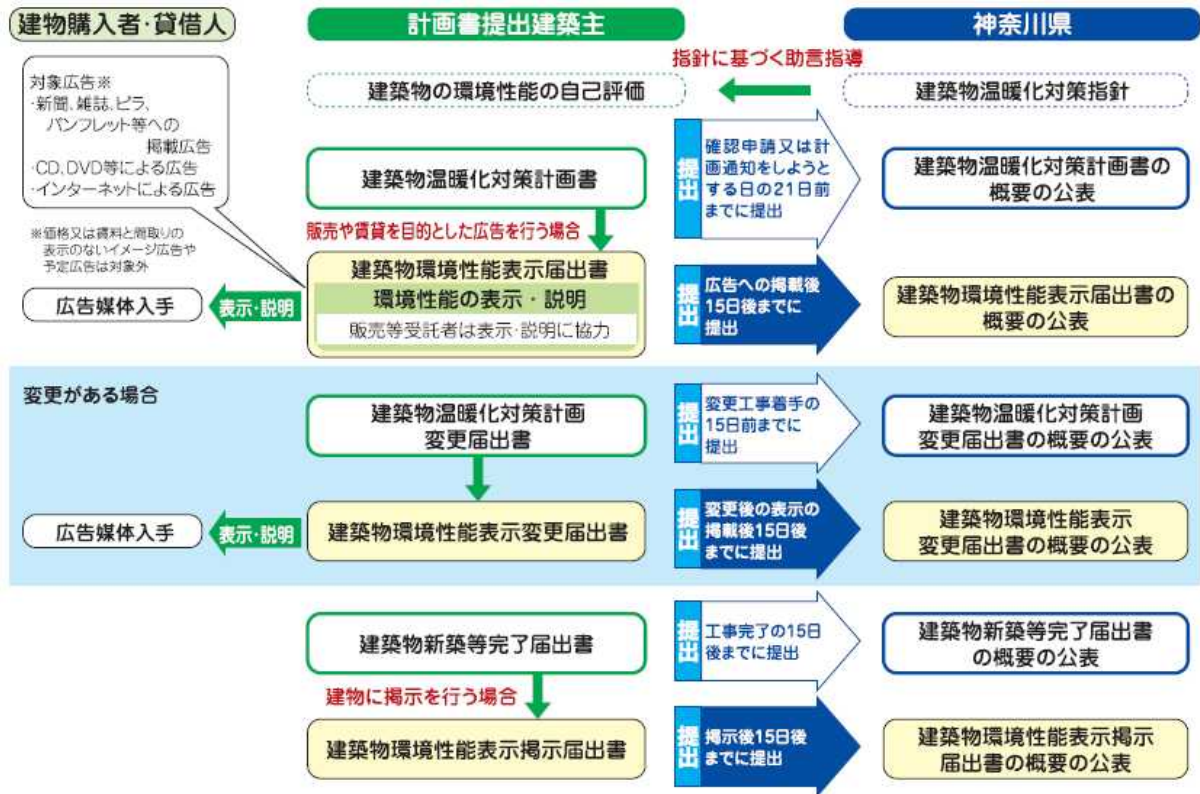 建物購入者・貸借人
計画書提出建築主
神奈川県
対象広告※
・新聞、雑誌、ビラ、
パンフレット等への
掲載広告
・CD、DVD等による広告
・インターネットによる広告
※価格又は賃料と間取りの
表示のないイメージ広告や
予定広告は対象外
指針に基づく助言指導
建築物の環境性能の自己評価
建築物温暖化対策指針
建築物温暖化対策計画書
提出
確認申請又は計
画通知をしようと
する日の21日前
までに提出
建築物温暖化対策計画書の
概要の公表
販売や賃貸を目的とした広告を行う場合
広告媒体入手
表示・説明
建築物環境性能表示届出書
環境性能の表示・説明
販売等受託者は表示・説明に協力
提出
広告への掲載後
15日後までに
提出
建築物環境性能表示届出書の
概要の公表
変更がある場合
建築物温暖化対策計画
変更届出書
提出
変更工事着手の
15日前までに
提出
建築物温暖化対策計画
変更届出書の概要の公表
広告媒体入手
表示・説明
建築物環境性能表示変更届出書
提出
変更後の表示の
掲載後15日後
までに提出
建築物環境性能表示
変更届出書の概要の公表
建築物新築等完了届出書
提出
工事完了の15日
後までに提出
建築物新築等完了届出書
の概要の公表
建物に掲示を行う場合
建築物環境性能表示掲示届出書
提出
掲示後15日後
までに提出
建築物環境性能表示掲示
届出書の概要の公表